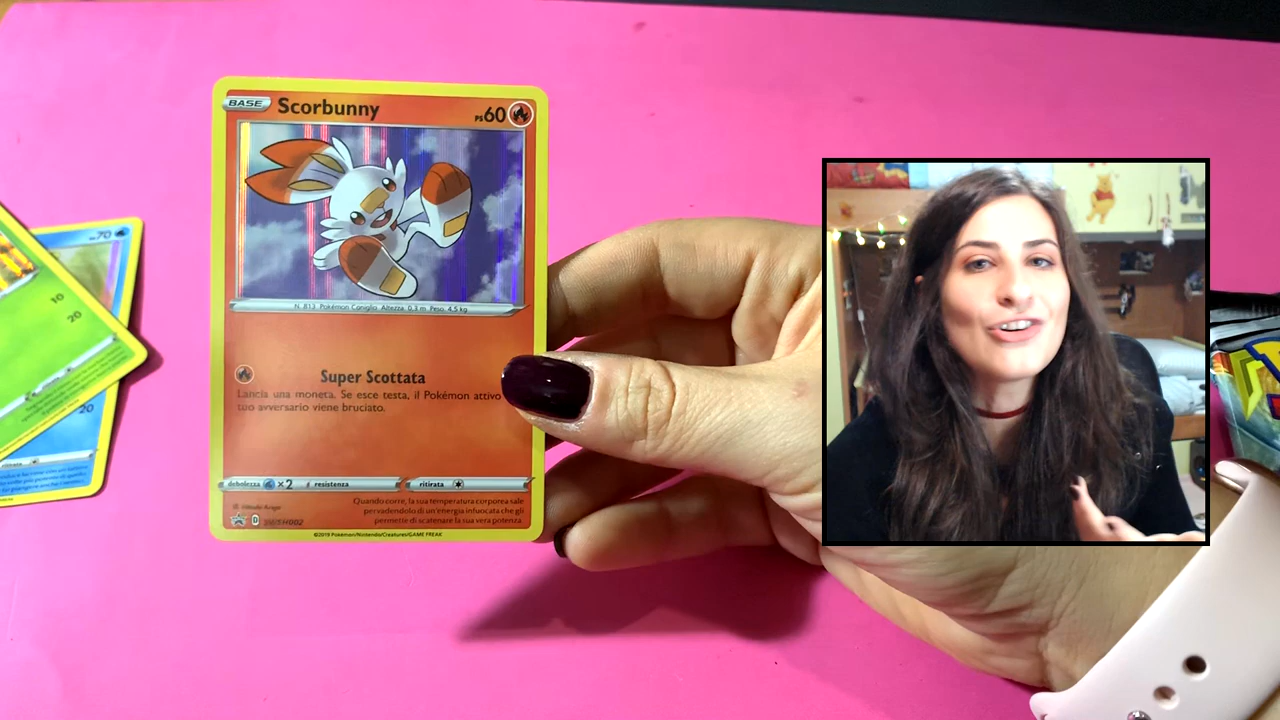 BASE Scorbunny PS60
N. 813 Pokémon Coniglio Altezza: 0,3 m Peso: 4,5 kg
Super Scottata
Lancia una moneta. Se esce testa, il Pokémon attivo
tuo avversario viene bruciato.
debolezza ×2 resistenza ritirata
Quando corre, la sua temperatura corporea sale
pervadendolo di un'energia infuocata che gli
permette di scatenare la sua vera potenza
D
©2019 Pokémon/Nintendo/Creatures/GAME FREAK
70
10
20
20
ritirata